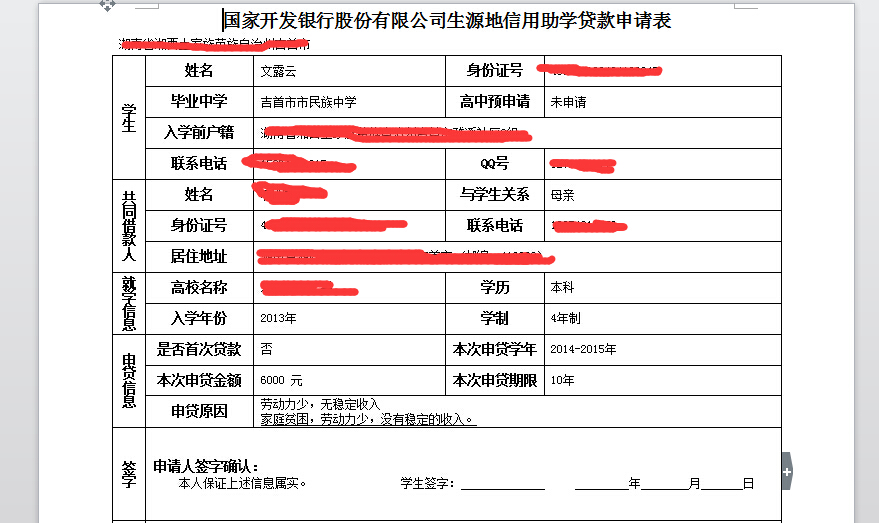 国家开发银行股份有限公司生源地信用助学贷款申请表
学生
姓名 文露云 身份证号
毕业中学 吉首市市民族中学 高中预申请 未申请
入学前户籍
联系电话 QQ号
共同借款人
姓名 与学生关系 母亲
身份证号 联系电话
居住地址
就学信息
高校名称 学历 本科
入学年份 2013年 学制 4年制
申贷信息
是否首次贷款 否 本次申贷学年 2014-2015年
本次申贷金额 6000 元 本次申贷期限 10年
申贷原因 劳动力少，无稳定收入
家庭贫困，劳动力少，没有稳定的收入。
签字
申请人签字确认：
本人保证上述信息属实。 学生签字：____________ ________年_______月______日